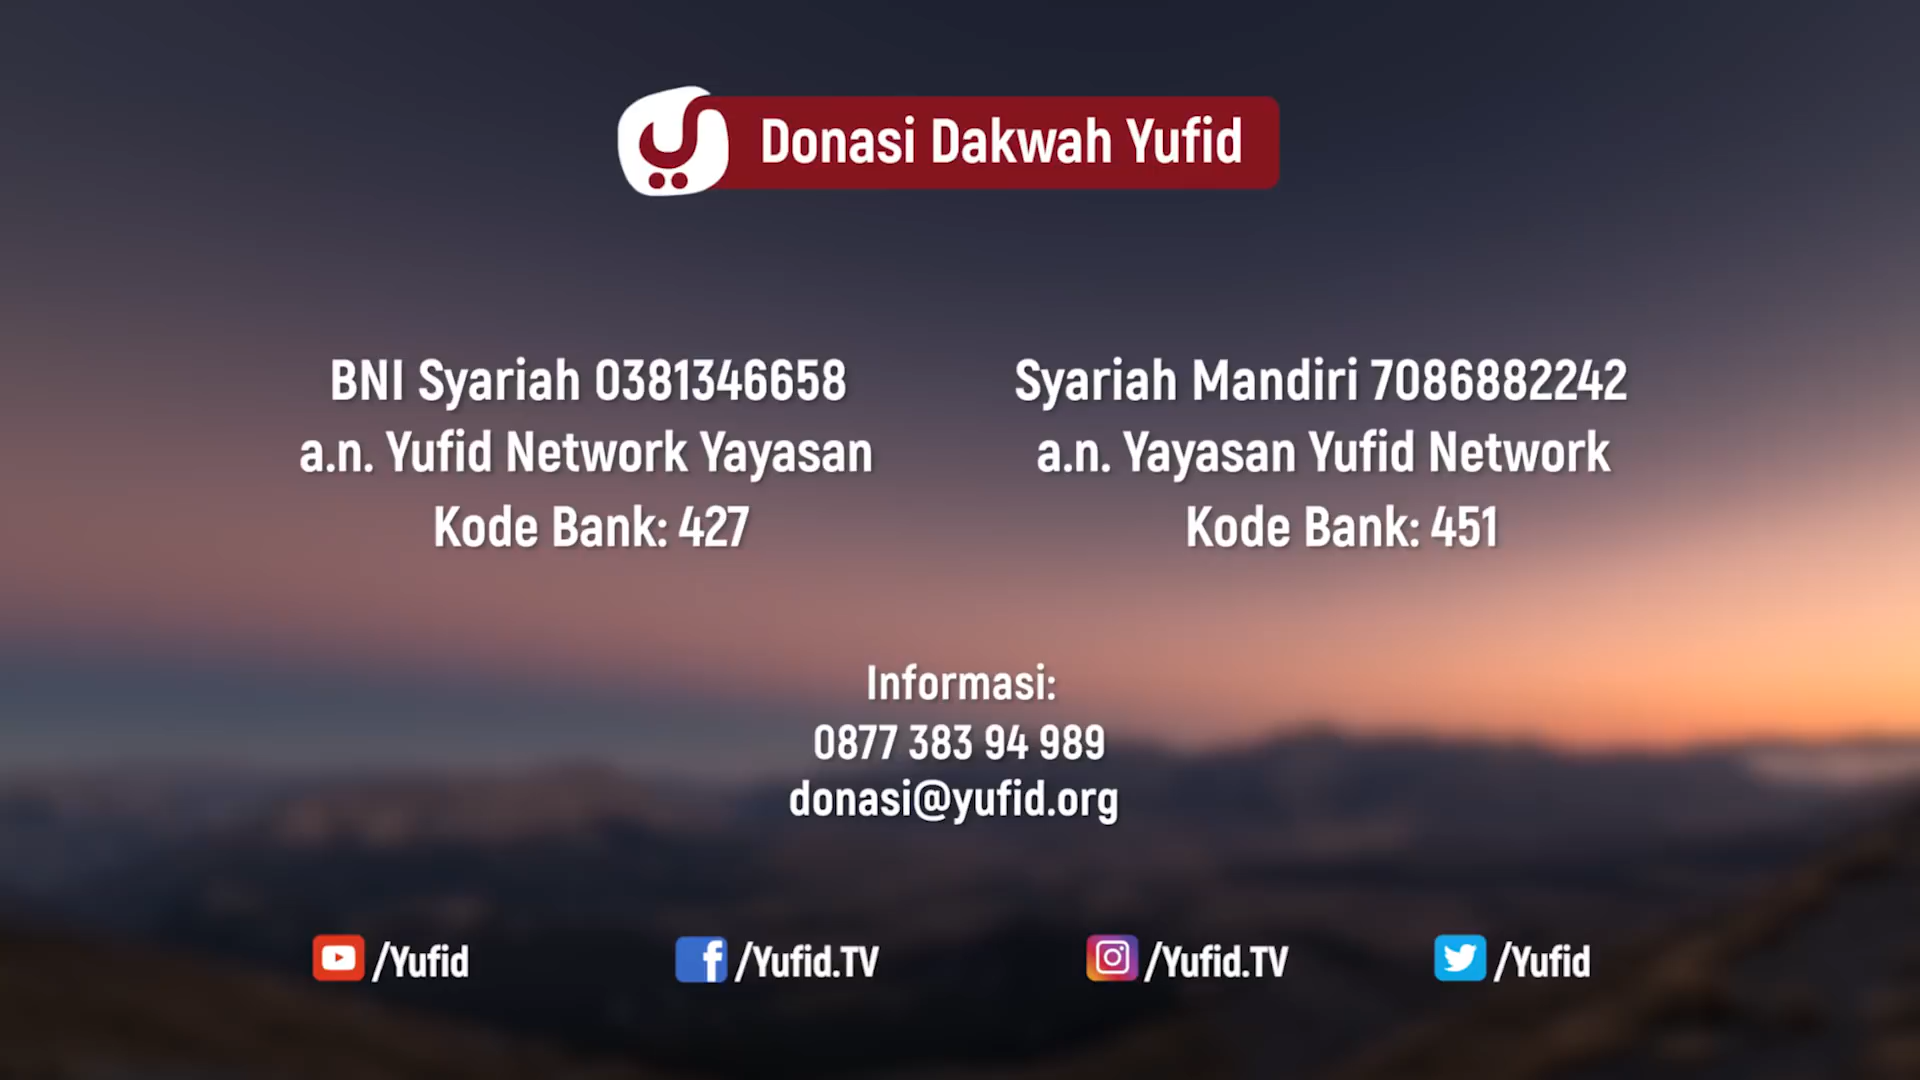 Donasi Dakwah Yufid
BNI Syariah 0381346658
a.n. Yufid Network Yayasan
Kode Bank: 427
Syariah Mandiri 7086882242
a.n. Yayasan Yufid Network
Kode Bank: 451
Informasi:
0877 383 94 989
donasi@yufid.org
/Yufid
/Yufid.TV
/Yufid.TV
/Yufid